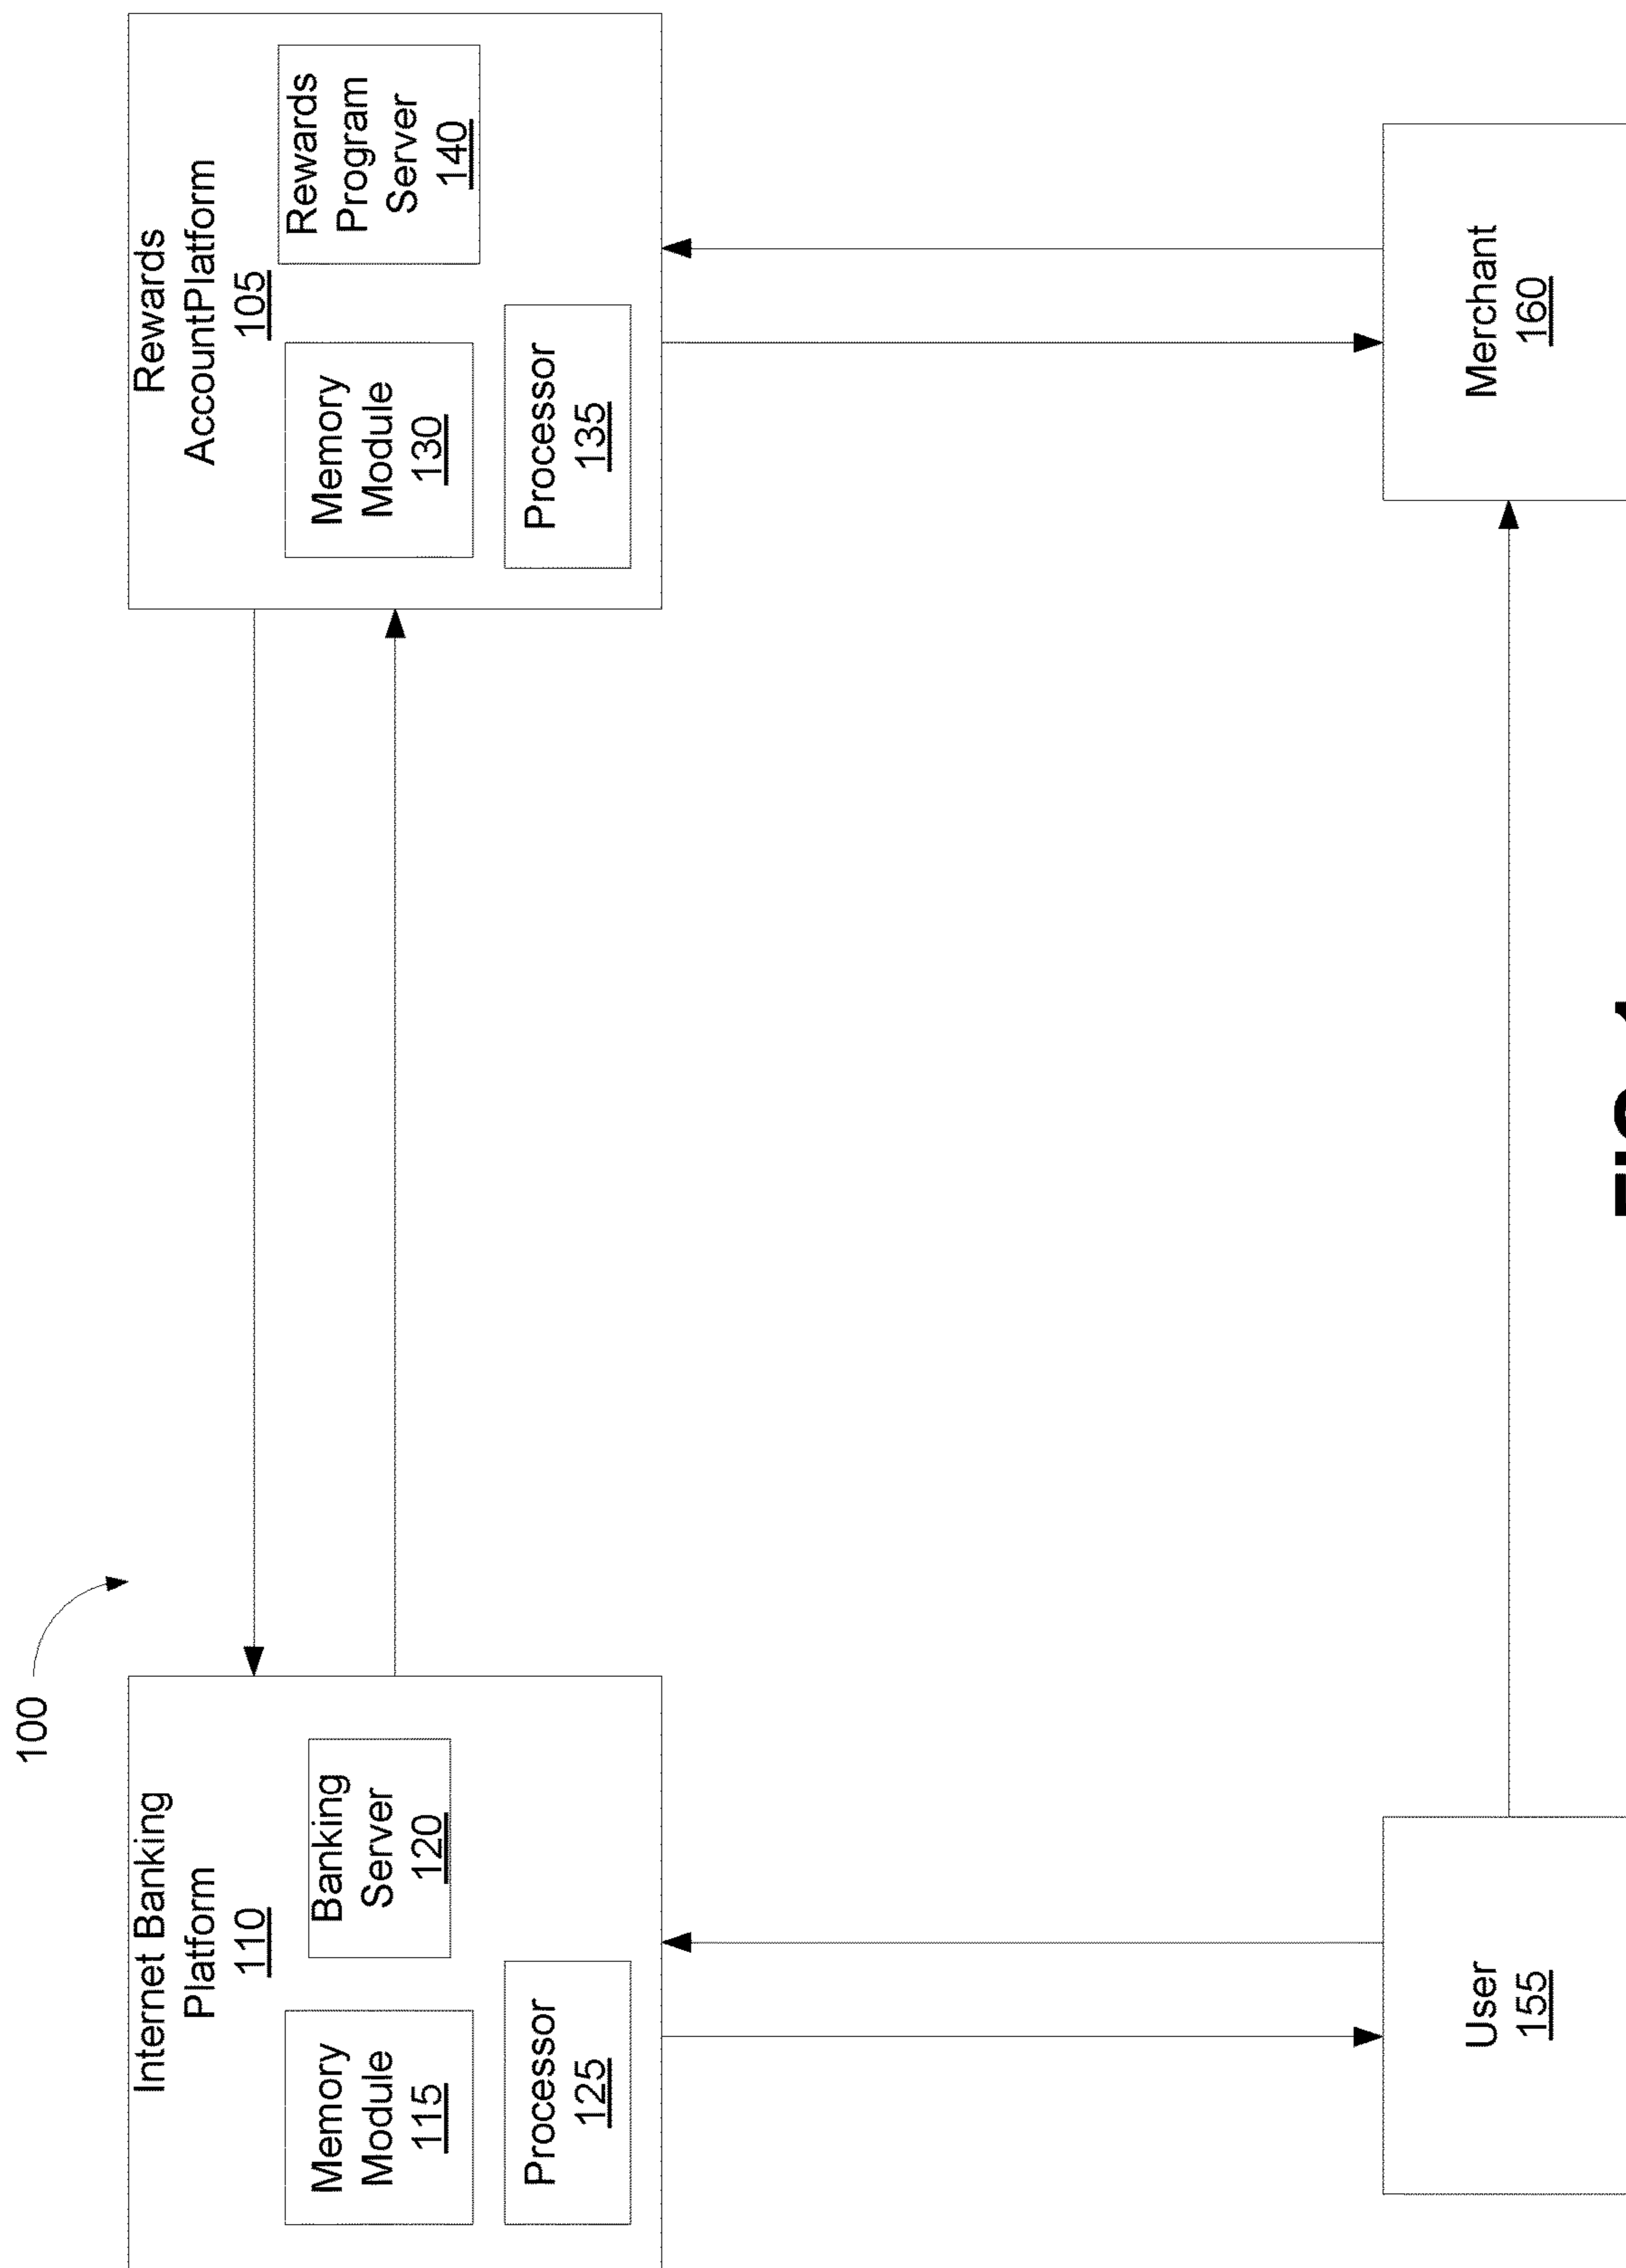 100
Internet Banking
Platform
110
Memory
Module
115
Banking
Server
120
Processor
125
Rewards
AccountPlatform
105
Memory
Module
130
Rewards
Program
Server
140
Processor
135
User
155
Merchant
160